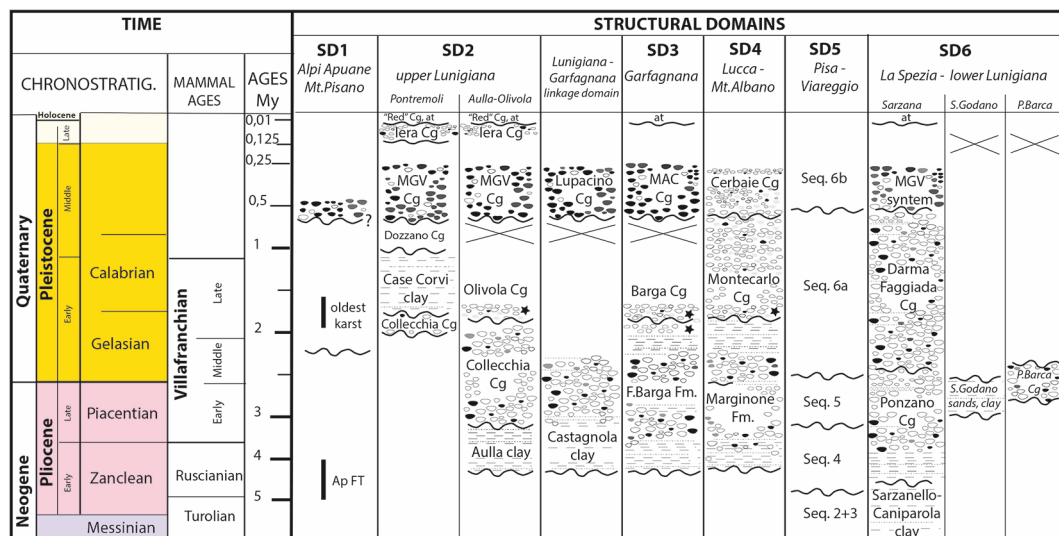 TIME
STRUCTURAL DOMAINS
CHRONOSTRATIG.
MAMMAL
AGES
AGES
My
SD1
Alpi Apuane
Mt.Pisano
SD2
upper Lunigiana
Pontremoli
Aulla-Olivola
Lunigiana -
Garfagnana
linkage domain
SD3
Garfagnana
SD4
Lucca -
Mt.Albano
SD5
Pisa -
Viareggio
SD6
La Spezia - lower Lunigiana
Sarzana
S.Godano
P.Barca
Quaternary
Neogene
Pleistocene
Pliocene
Holocene
Late
Middle
Early
Late
Early
Calabrian
Gelasian
Piacentian
Zanclean
Messinian
Villafranchian
Late
Middle
Early
Ruscianian
Turolian
0,01
0,125
0,25
0,5
1
2
3
4
5
?
oldest
karst
Ap FT
"Red" Cg, at
Iera Cg
MGV
Cg
Dozzano Cg
Case Corvi
clay
Collecchia Cg
"Red" Cg, at
Iera Cg
MGV
Cg
Olivola Cg
Collecchia
Cg
Aulla clay
Lupacino
Cg
Castagnola
clay
at
MAC
Cg
Barga Cg
F.Barga Fm.
Cerbaie Cg
Montecarlo
Cg
Marginone
Fm.
Seq. 6b
Seq. 6a
Seq. 5
Seq. 4
Seq. 2+3
at
MGV
syntem
Darma
Faggiada
Cg
Ponzano
Cg
Sarzanello-
Caniparola
clay
S.Godano
sands, clay
P.Barca
Cg